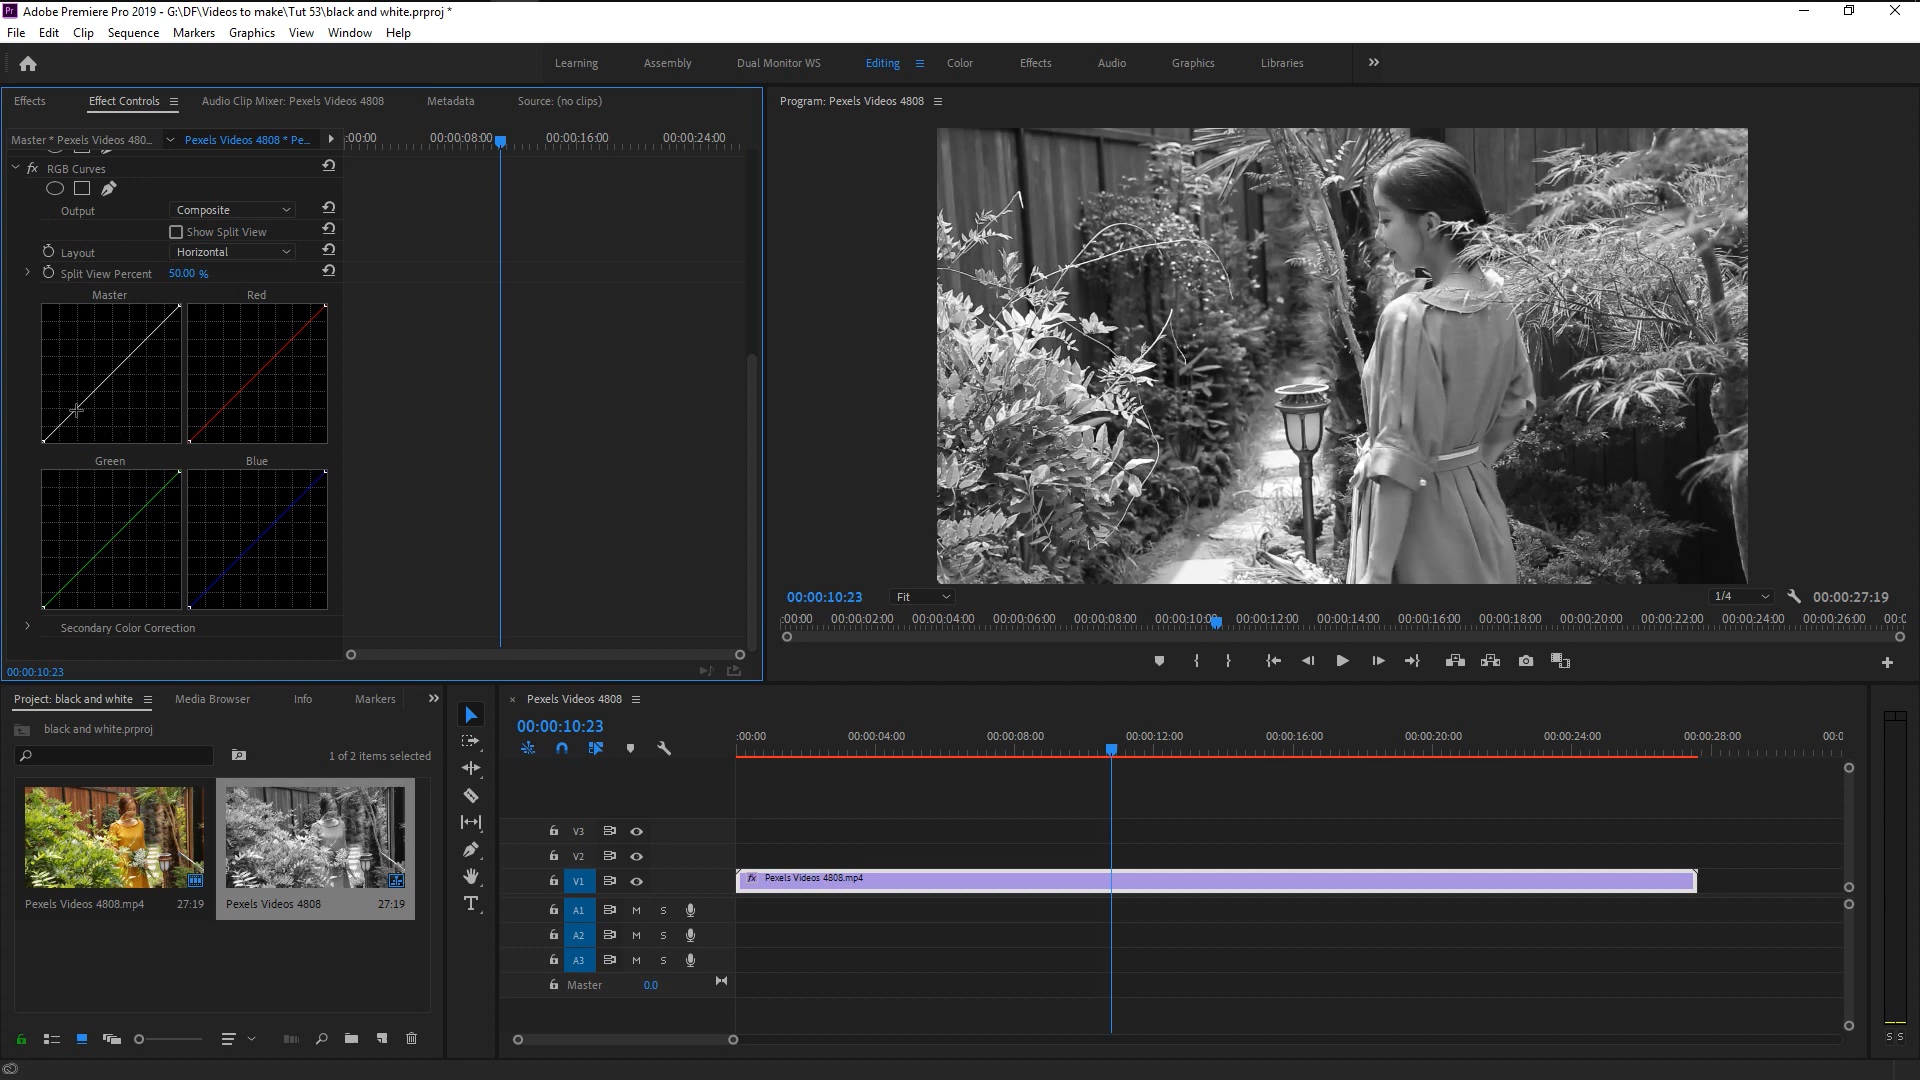 Pr Adobe Premiere Pro 2019 - G:\DF\Videos to make\Tut 53\black and white.prproj *
File Edit Clip Sequence Markers Graphics View Window Help
Learning Assembly Dual Monitor WS Editing Color Effects Audio Graphics Libraries
Effects Effect Controls Audio Clip Mixer: Pexels Videos 4808 Metadata Source: (no clips)
Master * Pexels Videos 480... Pexels Videos 4808 * Pe... :00:00 00:00:08:00 00:00:16:00 00:00:24:00
fx RGB Curves
Output Composite
Show Split View
Layout Horizontal
Split View Percent 50.00 %
Master Red
Green Blue
Secondary Color Correction
00:00:10:23
Program: Pexels Videos 4808
00:00:10:23 Fit 1/4 00:00:27:19
:00:00 00:00:02:00 00:00:04:00 00:00:06:00 00:00:08:00 00:00:10:00 00:00:12:00 00:00:14:00 00:00:16:00 00:00:18:00 00:00:20:00 00:00:22:00 00:00:24:00 00:00:26:00 00:0
Project: black and white Media Browser Info Markers
black and white.prproj
1 of 2 items selected
Pexels Videos 4808.mp4 27:19 Pexels Videos 4808 27:19
Pexels Videos 4808
00:00:10:23
:00:00 00:00:04:00 00:00:08:00 00:00:12:00 00:00:16:00 00:00:20:00 00:00:24:00 00:00:28:00 00:0
V3
V2
V1 fx Pexels Videos 4808.mp4
A1 M S
A2 M S
A3 M S
Master 0.0
S S